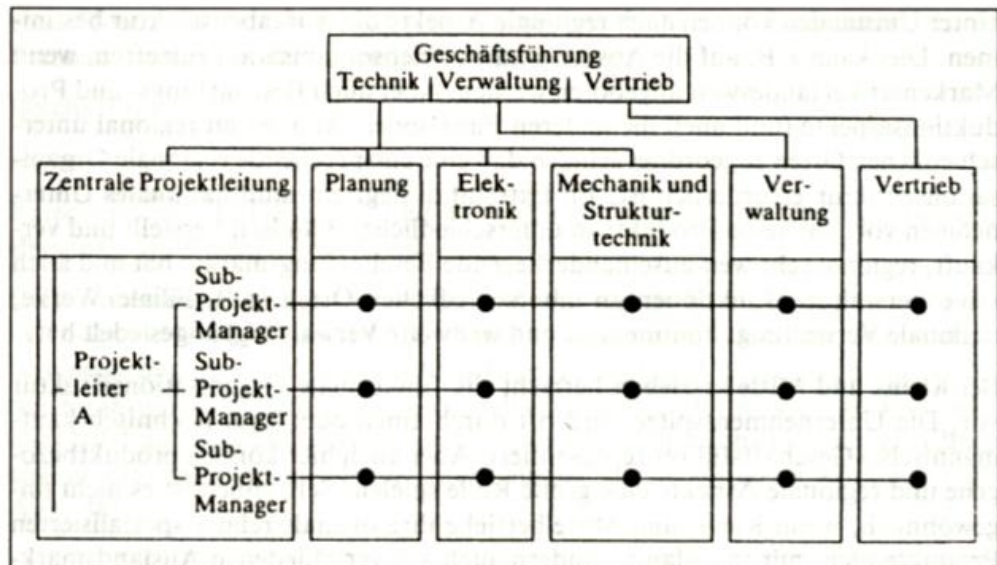 Geschäftsführung
Technik Verwaltung Vertrieb
Zentrale Projektleitung Planung Elek- Mechanik und Ver- Vertrieb
tronik Struktur- waltung
technik
Sub-
Projekt-
Manager
Projekt- Sub-
leiter Projekt-
A Manager
Sub-
Projekt-
Manager